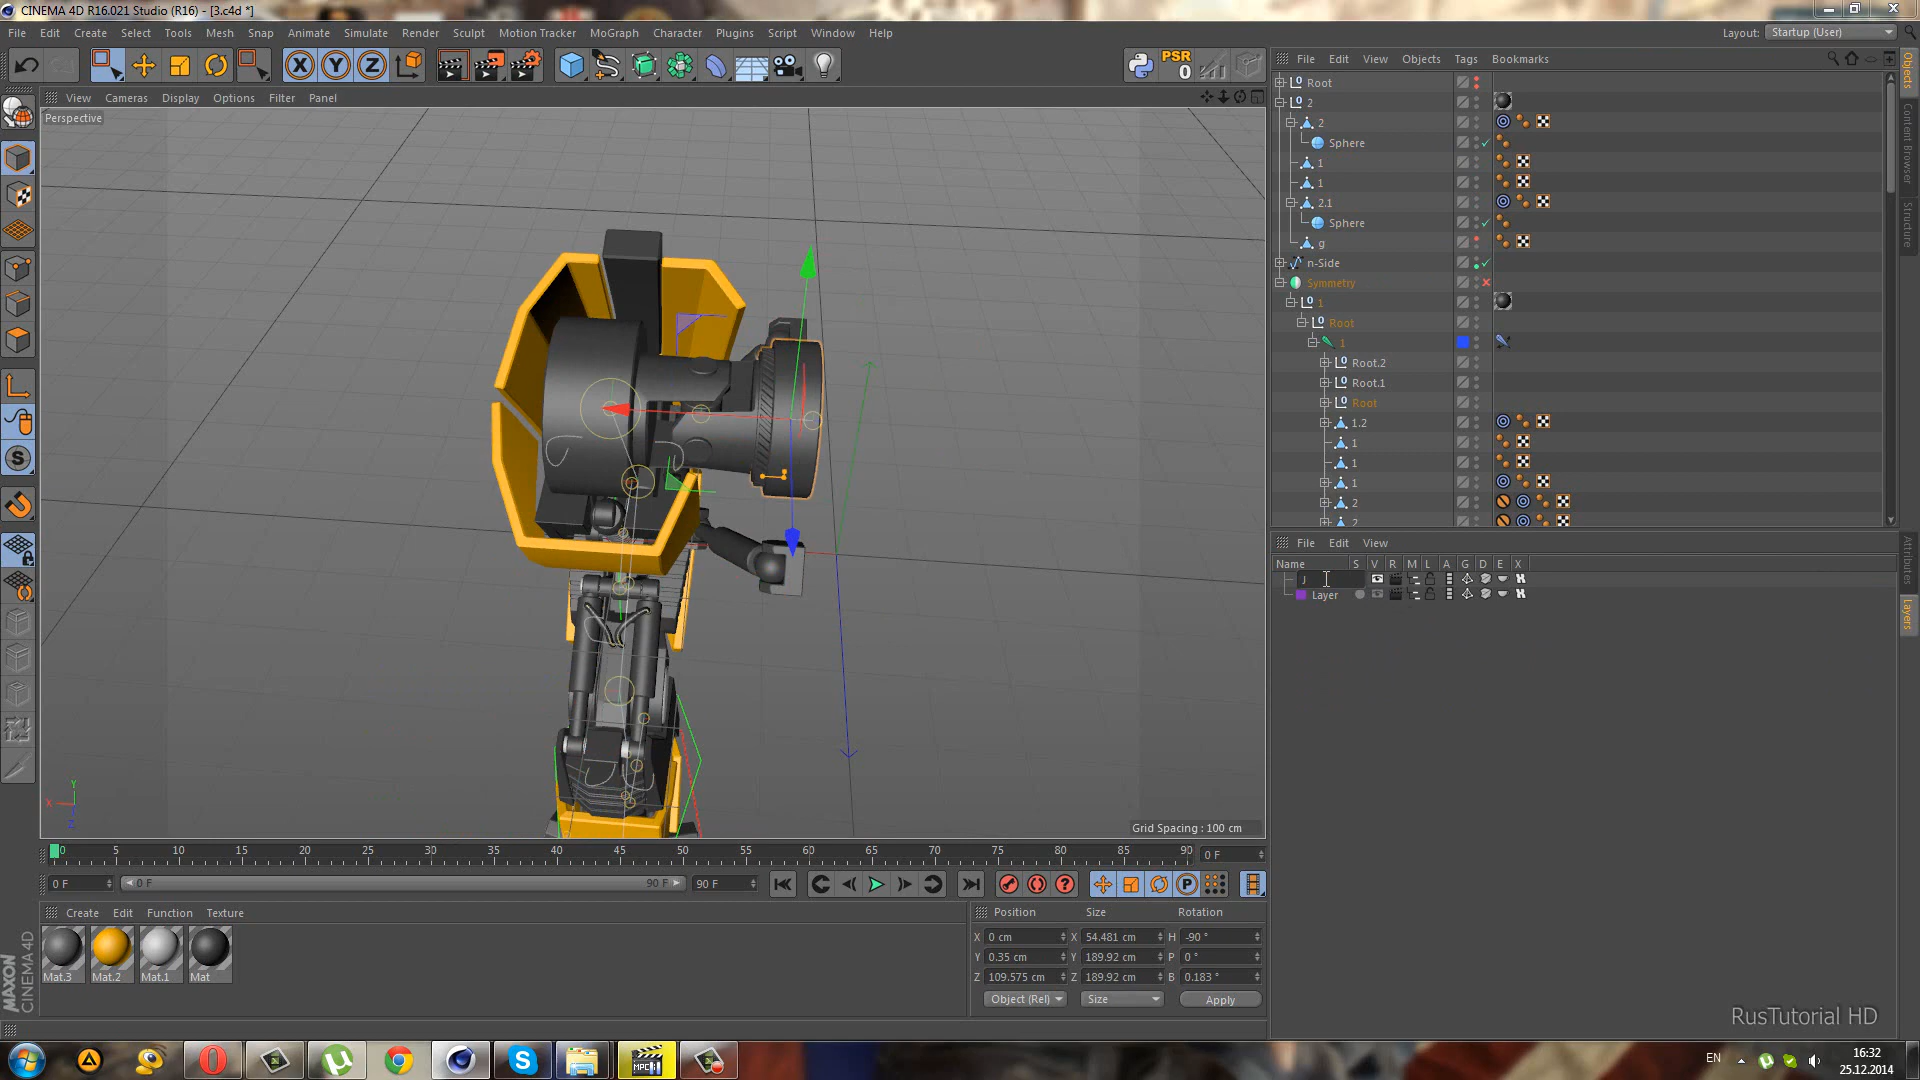 CINEMA 4D R16.021 Studio (R16) - [3.c4d *]
File Edit Create Select Tools Mesh Snap Animate Simulate Render Sculpt Motion Tracker MoGraph Character Plugins Script Window Help
Layout: Startup (User)
X Y Z
PSR
0
File Edit View Objects Tags Bookmarks
View Cameras Display Options Filter Panel
Perspective
Root
2
2
Sphere
1
1
2.1
Sphere
g
n-Side
Symmetry
1
Root
1
Root.2
Root.1
Root
1.2
1
1
1
2
2
Objects
Content Browser
Structure
File Edit View
Name S V R M L A G D E X
J
Layer
Attributes
Layers
Grid Spacing : 100 cm
0 5 10 15 20 25 30 35 40 45 50 55 60 65 70 75 80 85 90
0 F
0 F
0 F
90 F
90 F
Create Edit Function Texture
Mat.3
Mat.2
Mat.1
Mat
Position Size Rotation
X 0 cm X 54.481 cm H -90 °
Y 0.35 cm Y 189.92 cm P 0 °
Z 109.575 cm Z 189.92 cm B 0.183 °
Object (Rel) Size Apply
MAXON
CINEMA 4D
RusTutorial HD
EN
16:32
25.12.2014